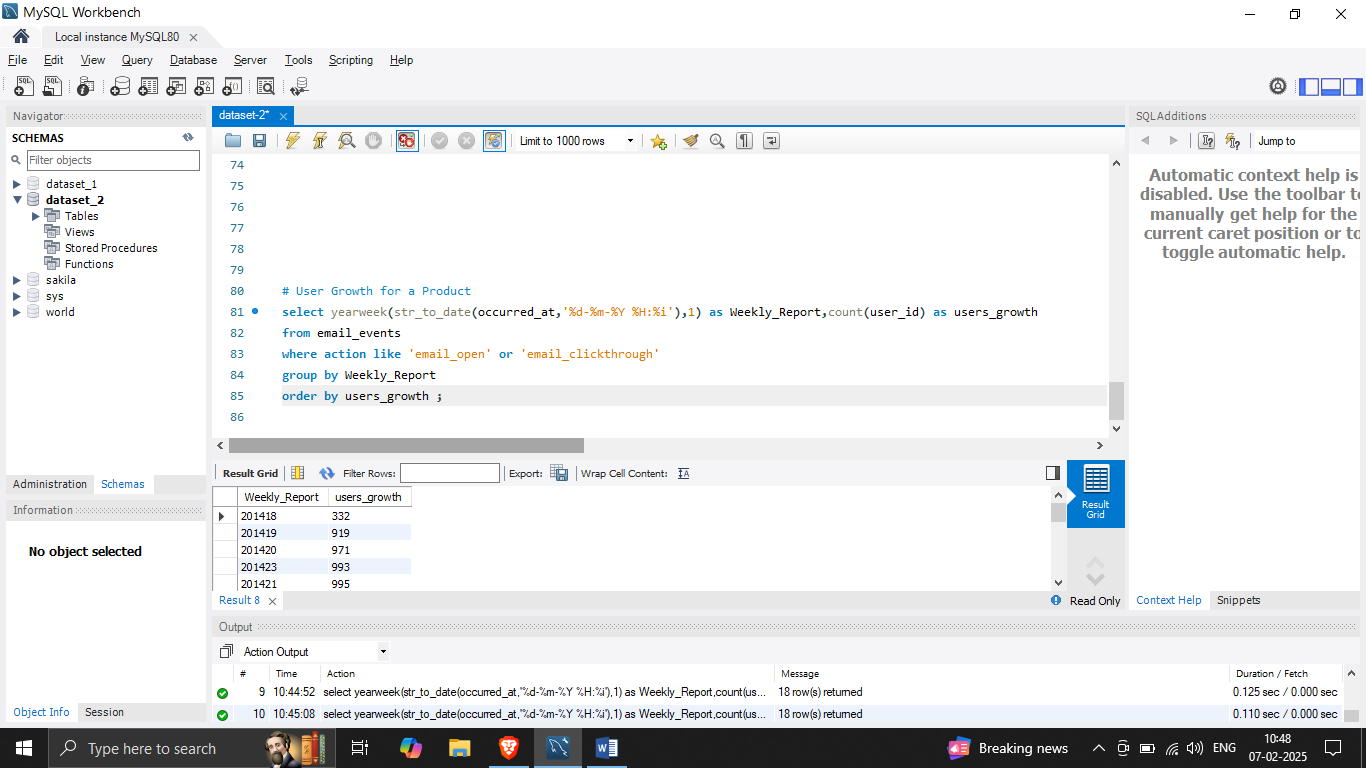 MySQL Workbench
Local instance MySQL80
File Edit View Query Database Server Tools Scripting Help
Navigator
SCHEMAS
Filter objects
dataset_1
dataset_2
Tables
Views
Stored Procedures
Functions
sakila
sys
world
Administration Schemas
Information
No object selected
Object Info Session
dataset-2*
Limit to 1000 rows
74
75
76
77
78
79
80 # User Growth for a Product
81 select yearweek(str_to_date(occurred_at,'%d-%m-%Y %H:%i'),1) as Weekly_Report,count(user_id) as users_growth
82 from email_events
83 where action like 'email_open' or 'email_clickthrough'
84 group by Weekly_Report
85 order by users_growth ;
86
Result Grid Filter Rows: Export: Wrap Cell Content:
Weekly_Report users_growth
201418 332
201419 919
201420 971
201423 993
201421 995
Result Grid
Result 8
Read Only
SQLAdditions
Jump to
Automatic context help is
disabled. Use the toolbar to
manually get help for the
current caret position or to
toggle automatic help.
Context Help Snippets
Output
Action Output
# Time Action Message Duration / Fetch
9 10:44:52 select yearweek(str_to_date(occurred_at,'%d-%m-%Y %H:%i'),1) as Weekly_Report,count(us... 18 row(s) returned 0.125 sec / 0.000 sec
10 10:45:08 select yearweek(str_to_date(occurred_at,'%d-%m-%Y %H:%i'),1) as Weekly_Report,count(us... 18 row(s) returned 0.110 sec / 0.000 sec
Type here to search
Breaking news
ENG
10:48
07-02-2025